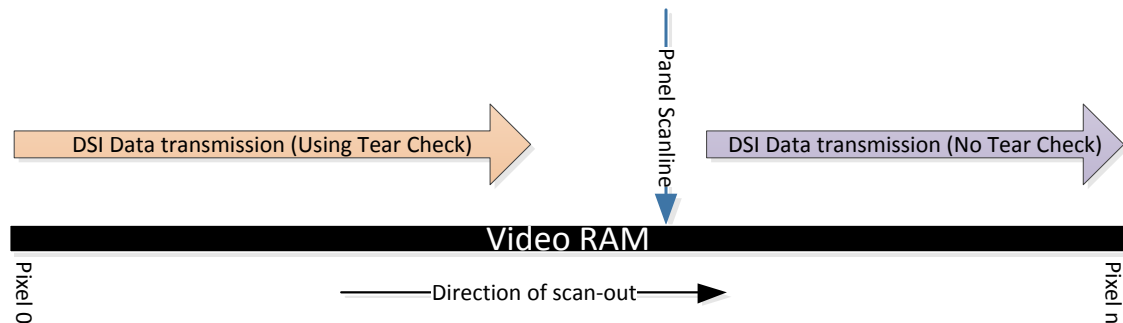 Panel Scanline
DSI Data transmission (Using Tear Check)
DSI Data transmission (No Tear Check)
Video RAM
Pixel 0
Direction of scan-out
Pixel n